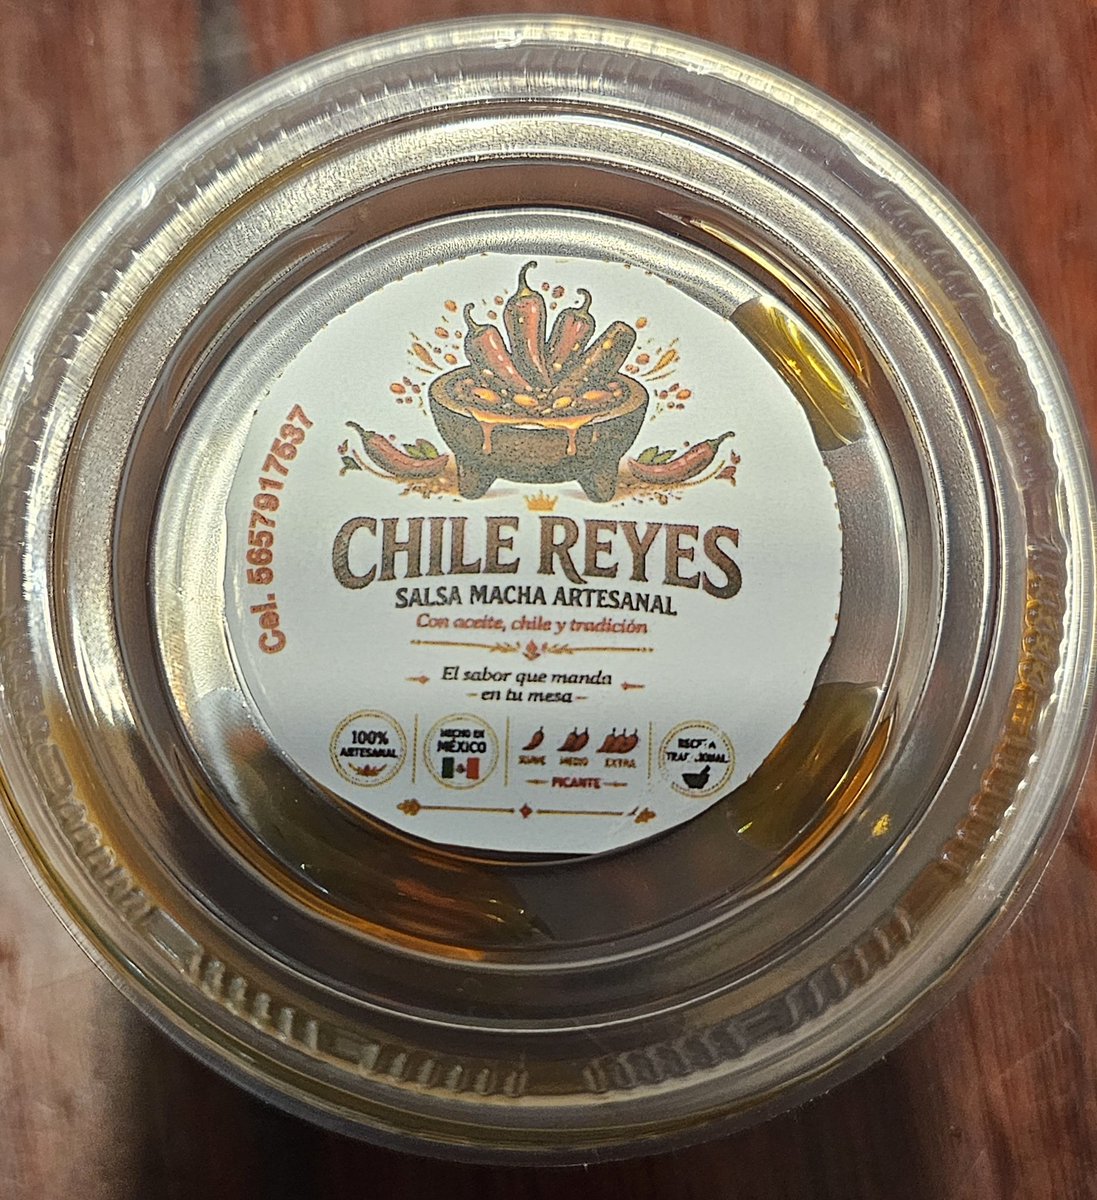 CHILE REYES
SALSA MACHA ARTESANAL
Con aceite, chile y tradición
El sabor que manda
en tu mesa
100%
ARTESANAL
HECHO EN
MÉXICO
SUAVE MEDIO EXTRA
PICANTE
Cel. 5657917537